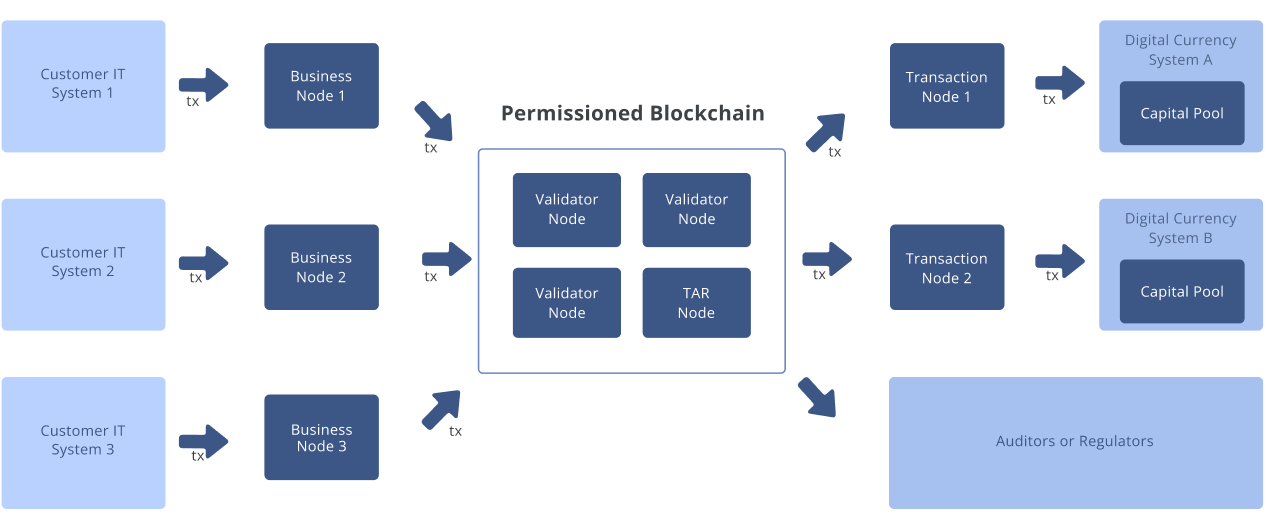 Customer IT
System 1
tx
Business
Node 1
tx
Customer IT
System 2
tx
Business
Node 2
tx
Customer IT
System 3
tx
Business
Node 3
tx
Permissioned Blockchain
Validator
Node
Validator
Node
Validator
Node
TAR
Node
tx
Transaction
Node 1
tx
Digital Currency
System A
Capital Pool
tx
Transaction
Node 2
tx
Digital Currency
System B
Capital Pool
Auditors or Regulators